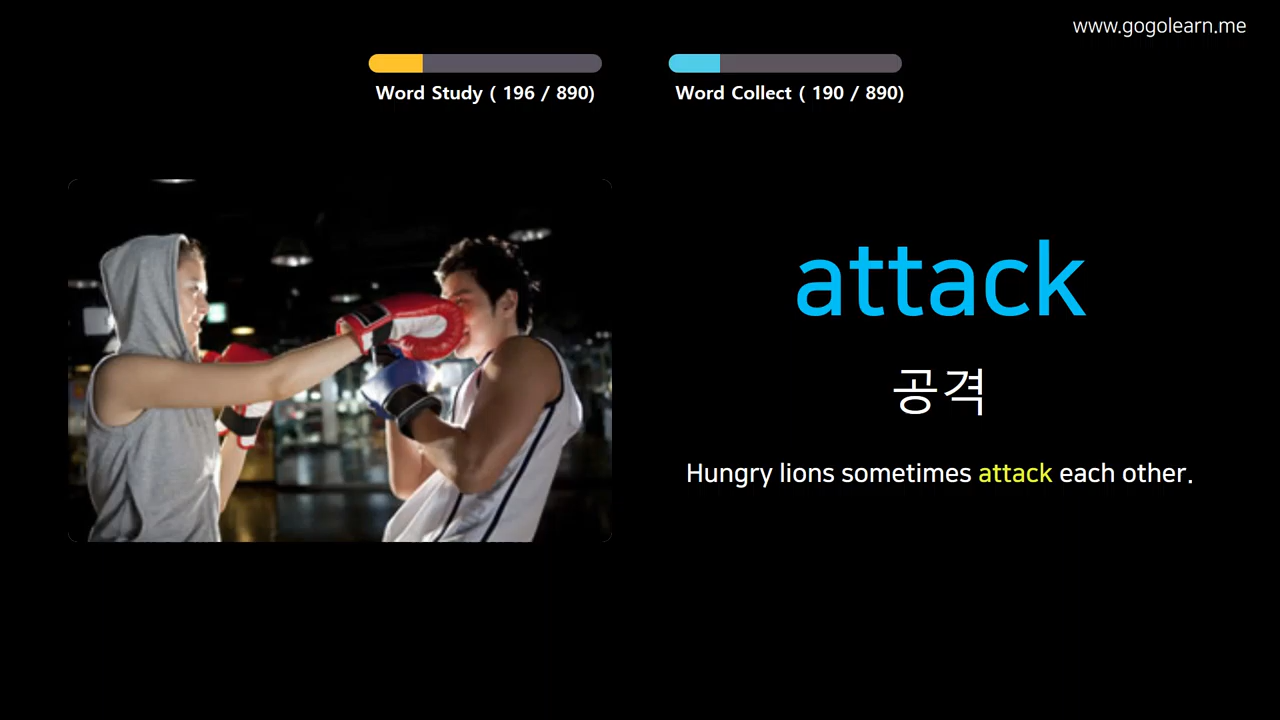 www.gogolearn.me
Word Study ( 196 / 890)
Word Collect ( 190 / 890)
attack
공격
Hungry lions sometimes attack each other.